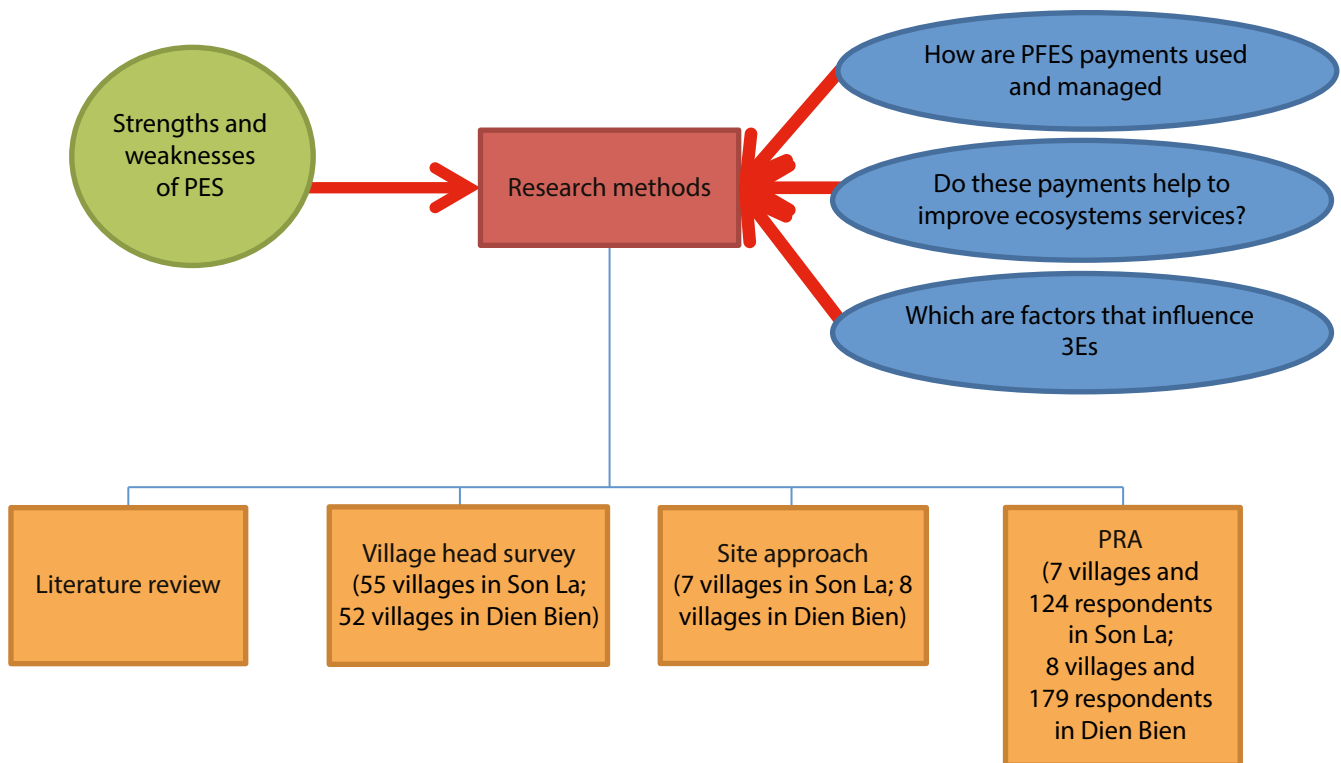 Strengths and
weaknesses
of PES
Research methods
How are PFES payments used
and managed
Do these payments help to
improve ecosystems services?
Which are factors that influence
3Es
Literature review
Village head survey
(55 villages in Son La;
52 villages in Dien Bien)
Site approach
(7 villages in Son La; 8
villages in Dien Bien)
PRA
(7 villages and
124 respondents
in Son La;
8 villages and
179 respondents
in Dien Bien